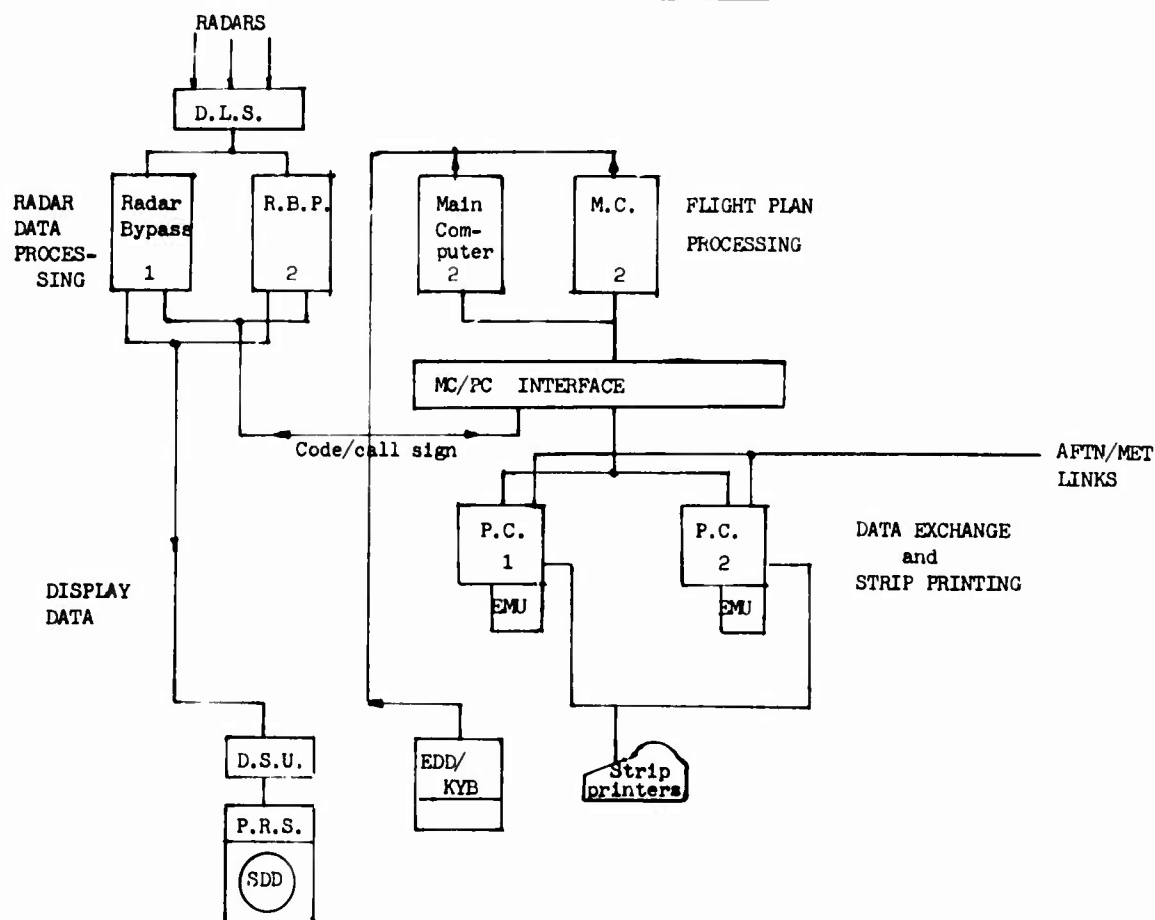 RADARS
D.L.S.
RADAR
DATA
PROCES-
SING
Radar
Bypass
1
R.B.P.
2
Main
Com-
puter
2
M.C.
2
FLIGHT PLAN
PROCESSING
MC/PC INTERFACE
Code/call sign
AFTN/MET
LINKS
P.C.
1
EMU
P.C.
2
EMU
DATA EXCHANGE
and
STRIP PRINTING
DISPLAY
DATA
D.S.U.
P.R.S.
SDD
EDD/
KYB
Strip
printers